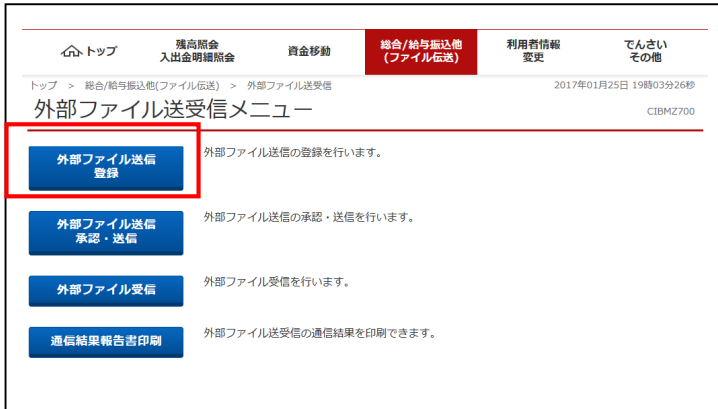 トップ
残高照会
入出金明細照会
資金移動
総合/給与振込他
(ファイル伝送)
利用者情報
変更
でんさい
その他
トップ > 総合/給与振込他(ファイル伝送) > 外部ファイル送受信
2017年01月25日 19時03分26秒
外部ファイル送受信メニュー
CIBMZ700
外部ファイル送信
登録
外部ファイル送信の登録を行います。
外部ファイル送信
承認・送信
外部ファイル送信の承認・送信を行います。
外部ファイル受信
外部ファイル受信を行います。
通信結果報告書印刷
外部ファイル送受信の通信結果を印刷できます。